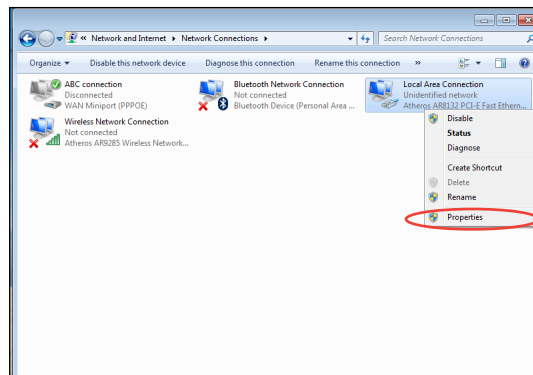 « Network and Internet ▸ Network Connections ▸ Search Network Connections
Organize ▾ Disable this network device Diagnose this connection Rename this connection »
ABC connection
Disconnected
WAN Miniport (PPPOE)
Bluetooth Network Connection
Not connected
Bluetooth Device (Personal Area ...
Local Area Connection
Unidentified network
Atheros AR8132 PCI-E Fast Ethern...
Wireless Network Connection
Not connected
Atheros AR9285 Wireless Network...
Disable
Status
Diagnose
Create Shortcut
Delete
Rename
Properties